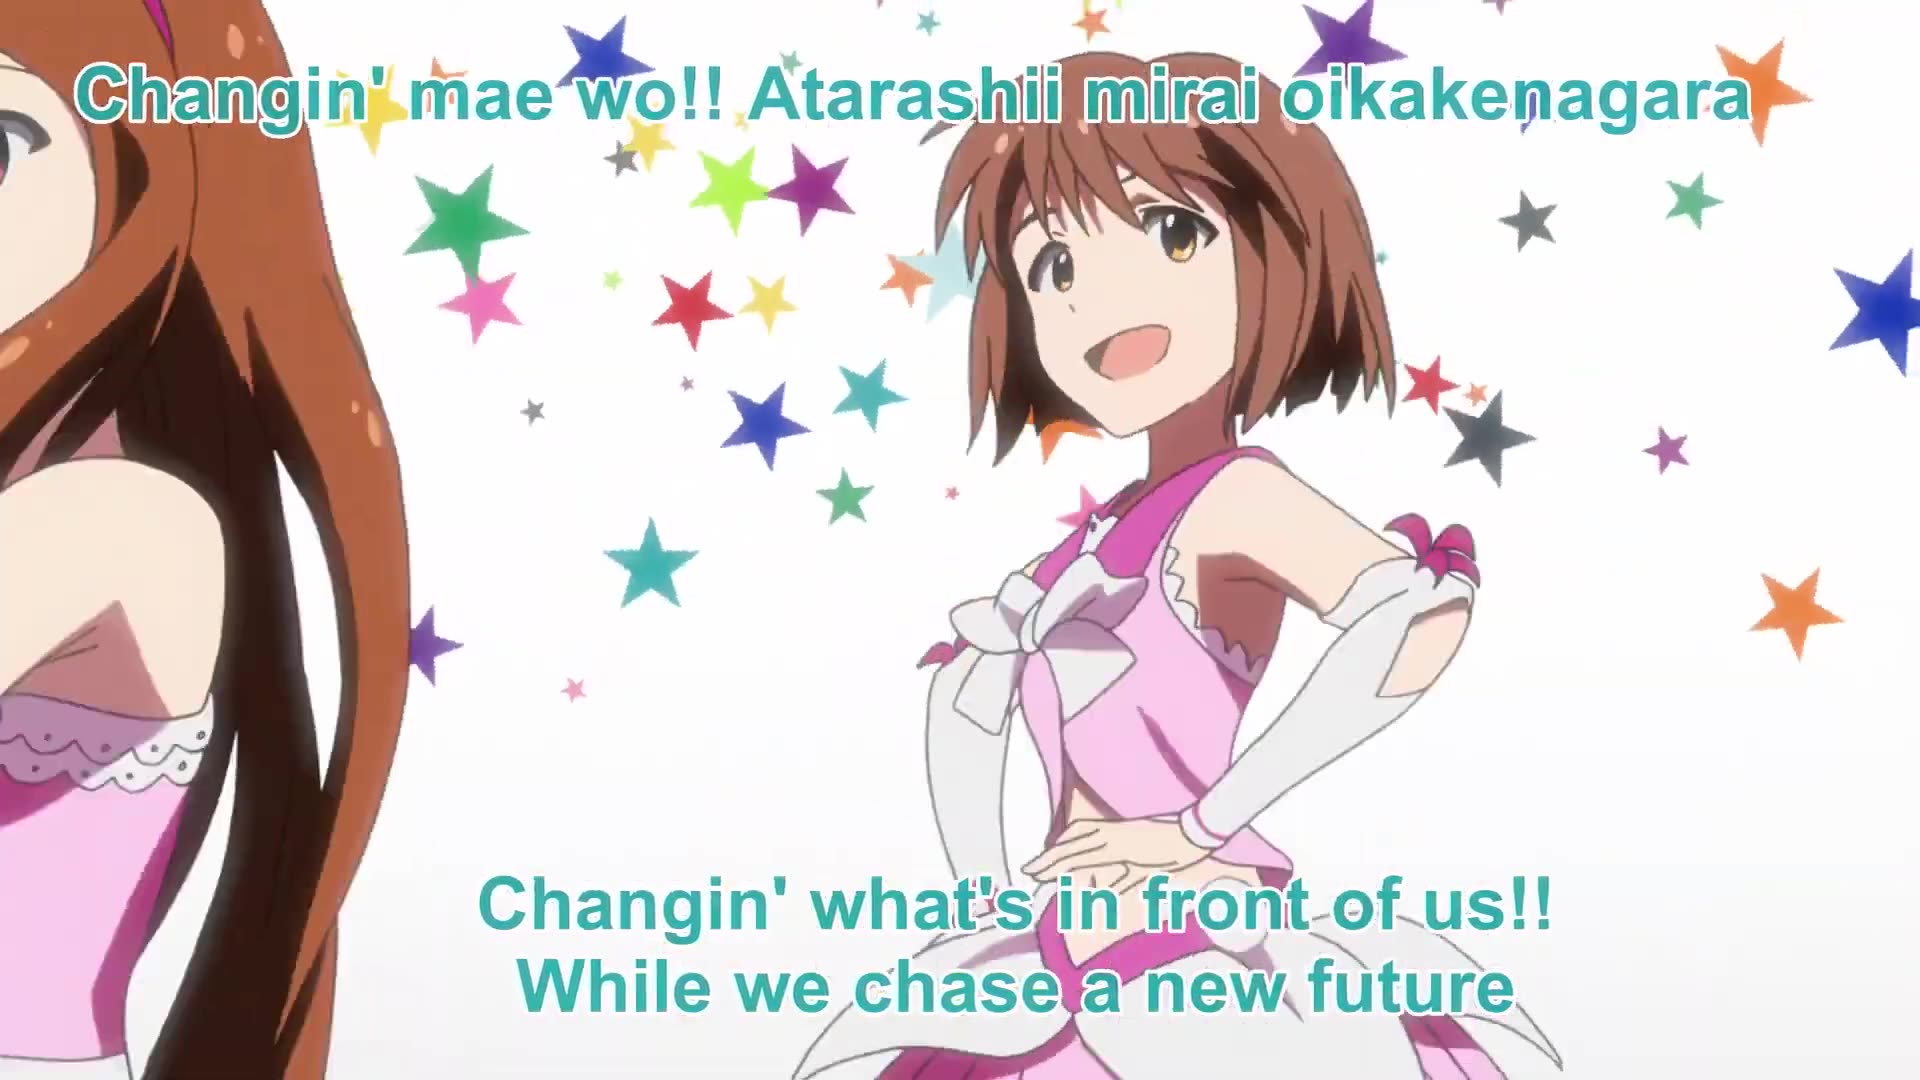 Changin' mae wo!! Atarashii mirai oikakenagara
Changin' what's in front of us!!
While we chase a new future